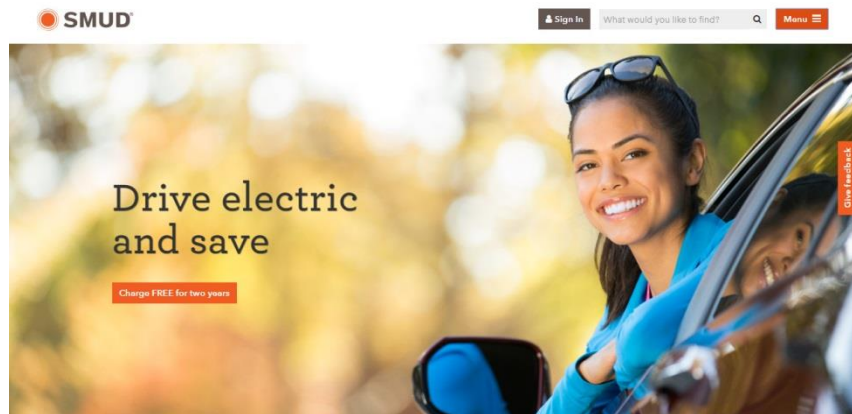 SMUD®
Sign In
What would you like to find?
Menu
Drive electric
and save
Charge FREE for two years
Give feedback